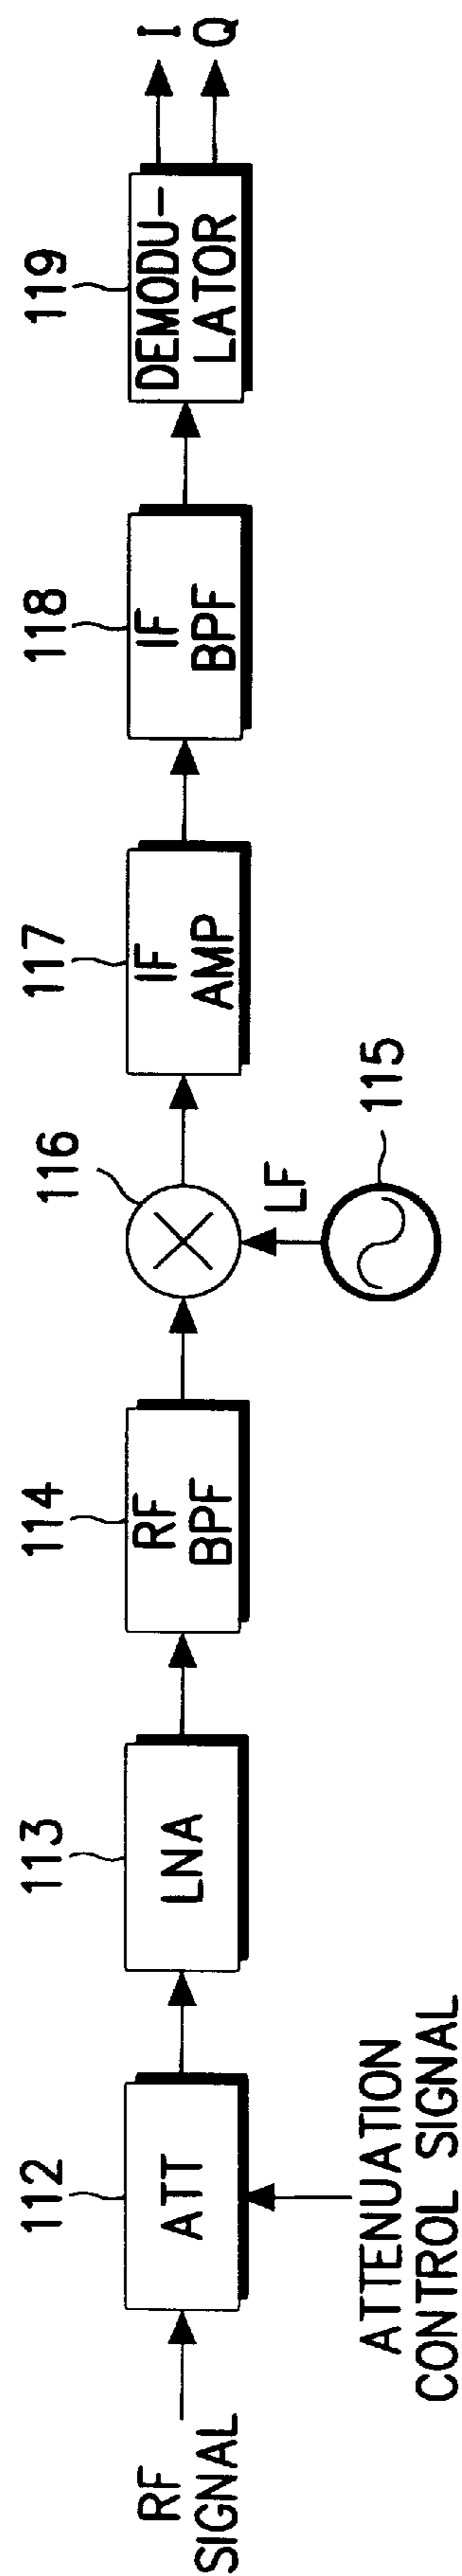 RF
SIGNAL
112
ATT
ATTENUATION
CONTROL SIGNAL
113
LNA
114
RF
BPF
116
LF
115
117
IF
AMP
118
IF
BPF
119
DEMODU-
LATOR
I
Q